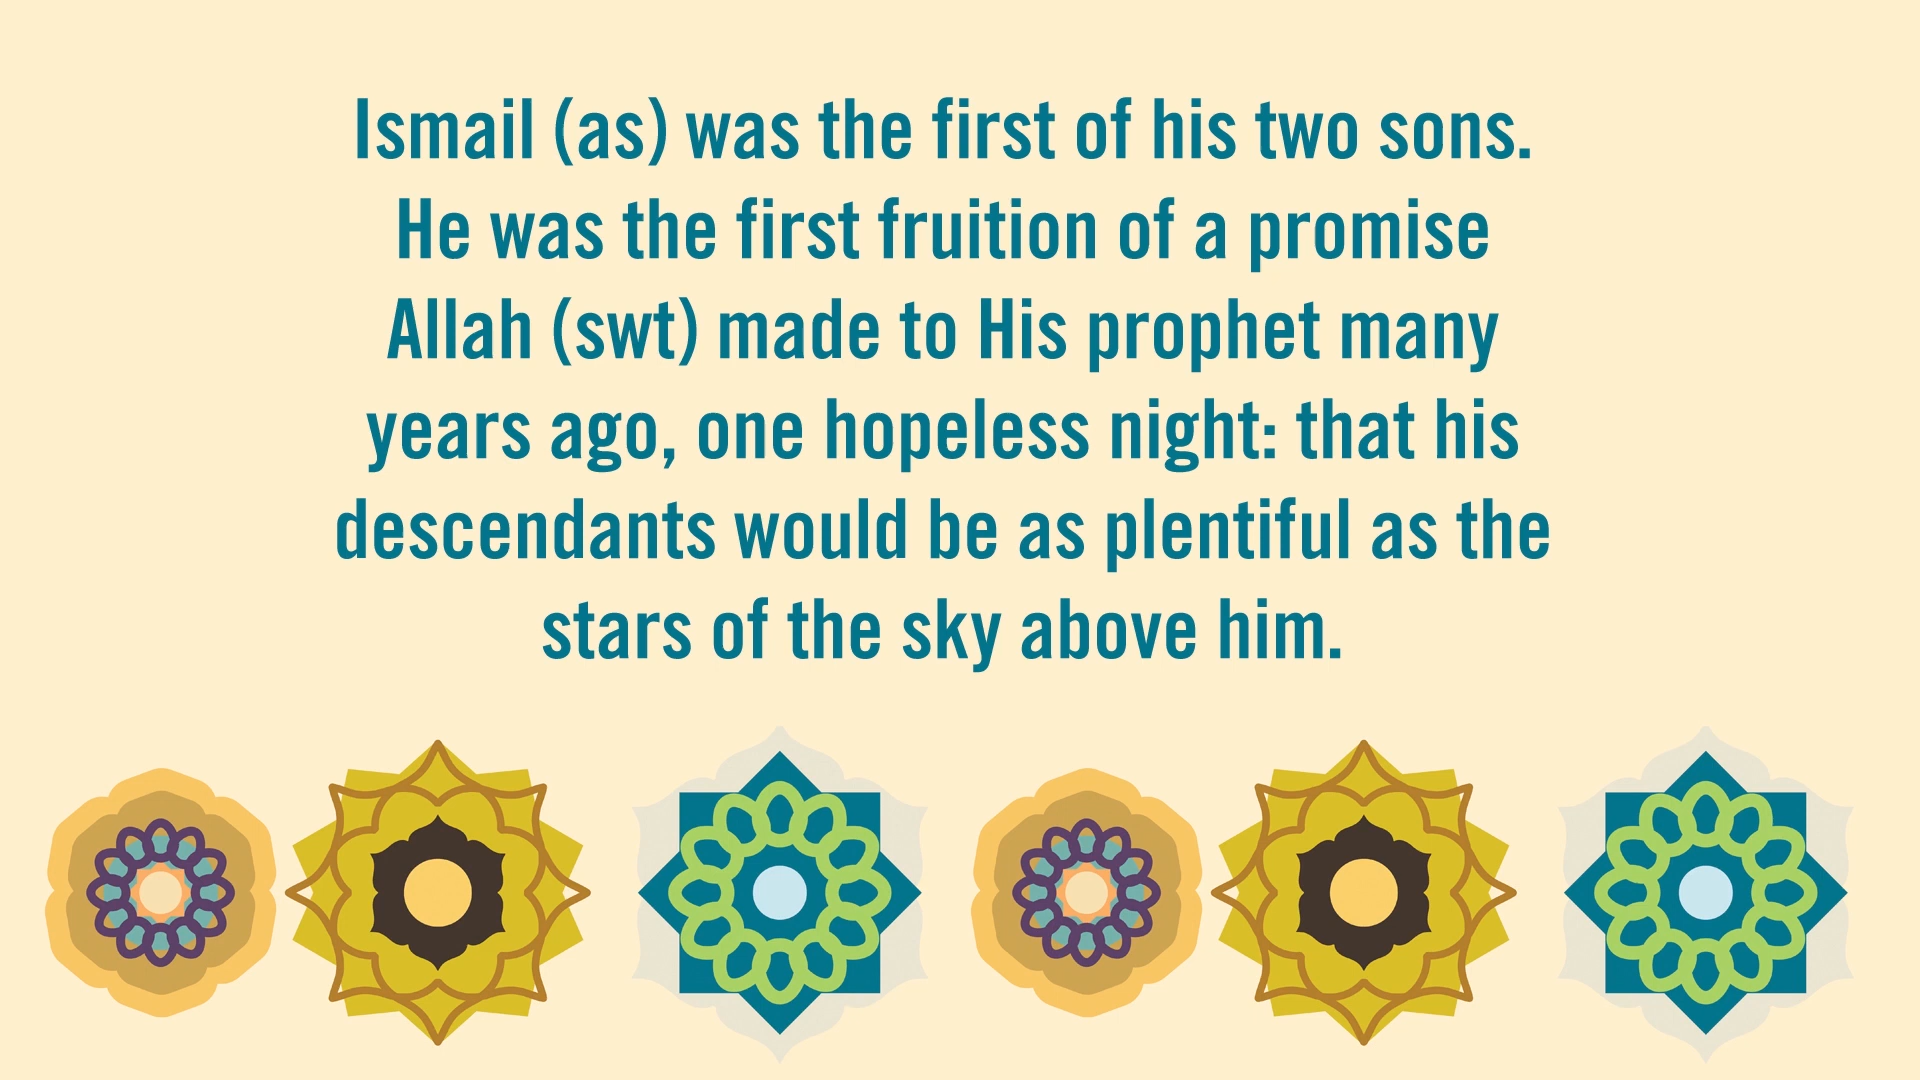 Ismail (as) was the first of his two sons.
He was the first fruition of a promise
Allah (swt) made to His prophet many
years ago, one hopeless night: that his
descendants would be as plentiful as the
stars of the sky above him.